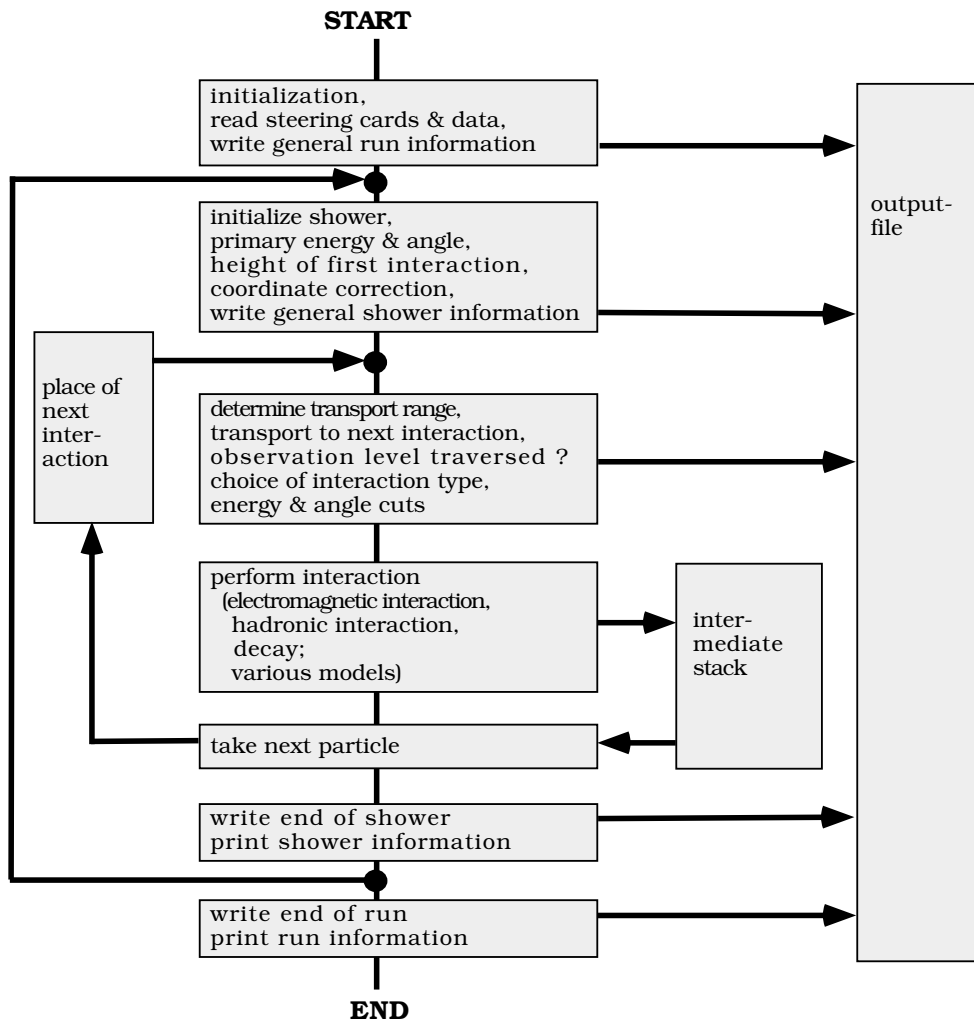 START
initialization,
read steering cards & data,
write general run information
output-
file
initialize shower,
primary energy & angle,
height of first interaction,
coordinate correction,
write general shower information
place of
next
inter-
action
determine transport range,
transport to next interaction,
observation level traversed ?
choice of interaction type,
energy & angle cuts
perform interaction
(electromagnetic interaction,
hadronic interaction,
decay;
various models)
inter-
mediate
stack
take next particle
write end of shower
print shower information
write end of run
print run information
END